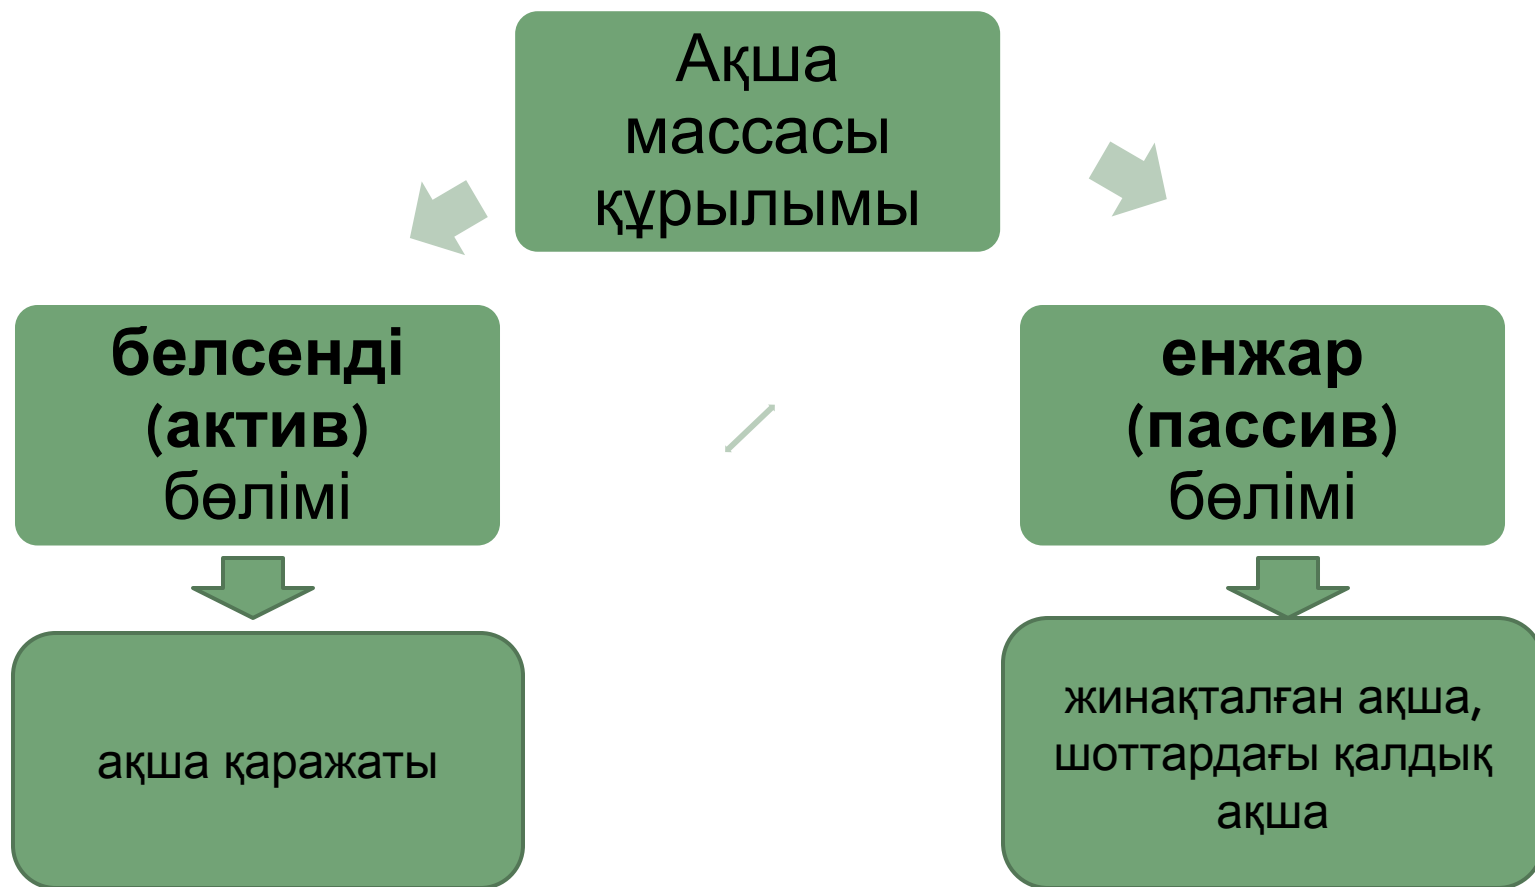 Ақша
массасы
құрылымы
белсенді
(актив)
бөлімі
енжар
(пассив)
бөлімі
ақша қаражаты
жинақталған ақша,
шоттардағы қалдық
ақша